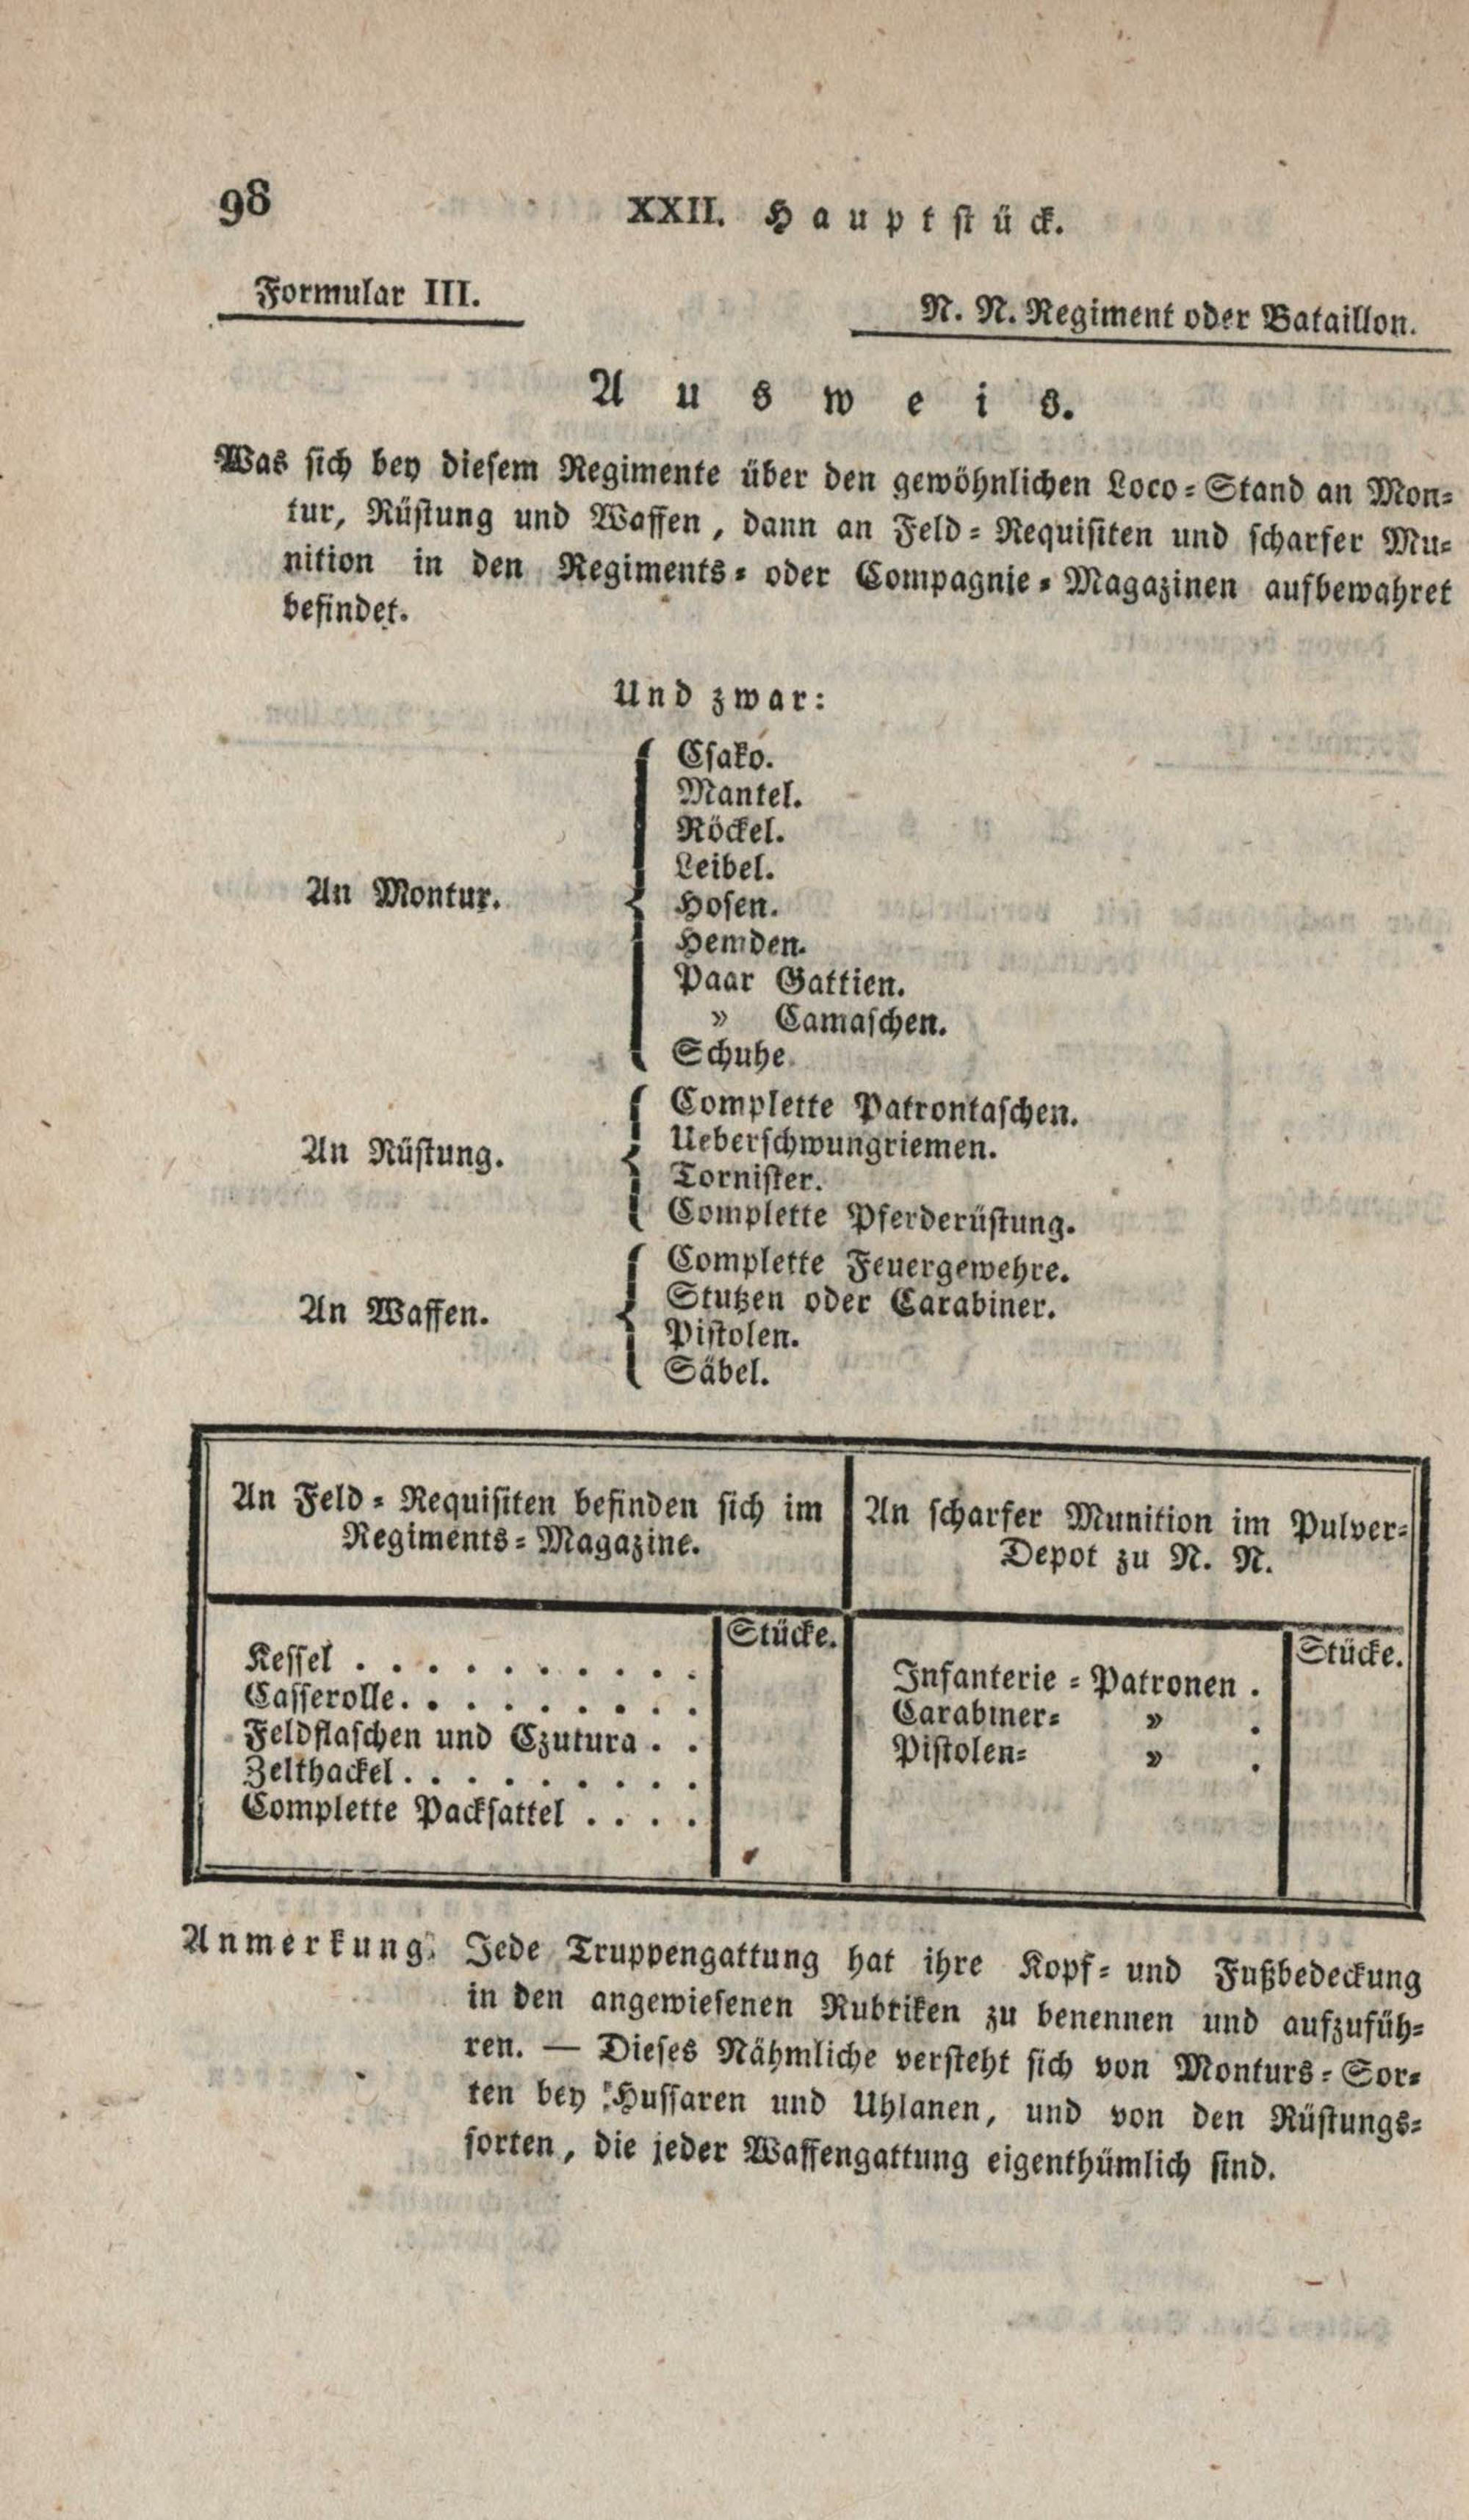 98
XXII. Hauptstück.
Formular III.
N. N. Regiment oder Bataillon.
Ausweis.
Was sich bey diesem Regimente über den gewöhnlichen Loco-Stand an Mon-
tur, Rüstung und Waffen, dann an Feld-Requisiten und scharfer Mu-
nition in den Regiments- oder Compagnie-Magazinen aufbewahret
befindet.
Und zwar:
An Montur.
Csako.
Mantel.
Röckel.
Leibel.
Hosen.
Hemden.
Paar Gattien.
» Camaschen.
Schuhe.
An Rüstung.
Complette Patrontaschen.
Ueberschwungriemen.
Tornister.
Complette Pferderüstung.
An Waffen.
Complette Feuergewehre.
Stutzen oder Carabiner.
Pistolen.
Säbel.
An Feld-Requisiten befinden sich im
Regiments-Magazine.
Stücke.
Kessel . . . . . . . . . .
Casserolle. . . . . . . . .
Feldflaschen und Czutura . .
Zelthackel. . . . . . . . .
Complette Packsattel . . . .
An scharfer Munition im Pulver-
Depot zu N. N.
Stücke.
Infanterie-Patronen .
Carabiner- » .
Pistolen- » .
Anmerkung. Jede Truppengattung hat ihre Kopf- und Fußbedeckung
in den angewiesenen Rubriken zu benennen und aufzufüh-
ren. — Dieses Nähmliche versteht sich von Monturs-Sor-
ten bey Hussaren und Uhlanen, und von den Rüstungs-
sorten, die jeder Waffengattung eigenthümlich sind.